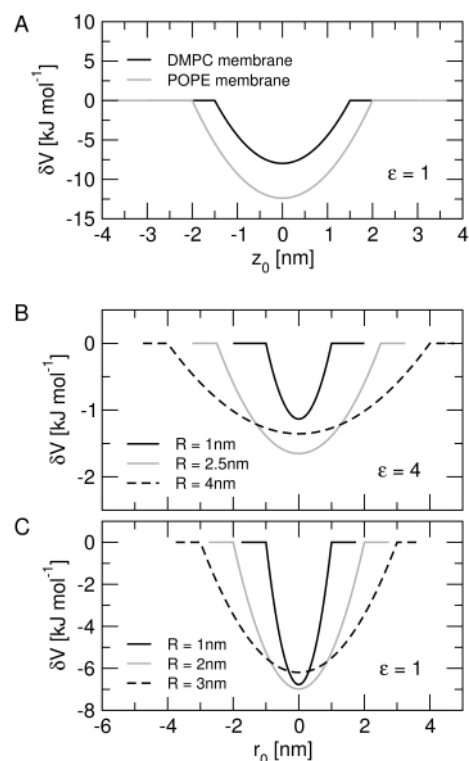 A
10
5
0
-5
-10
-15
δV [kJ mol⁻¹]
DMPC membrane
POPE membrane
ε = 1
-4 -3 -2 -1 0 1 2 3 4
z₀ [nm]
B
0
-1
-2
δV [kJ mol⁻¹]
R = 1nm
R = 2.5nm
R = 4nm
ε = 4
C
0
-2
-4
-6
-8
δV [kJ mol⁻¹]
R = 1nm
R = 2nm
R = 3nm
ε = 1
-4 -2 0 2 4
r₀ [nm]